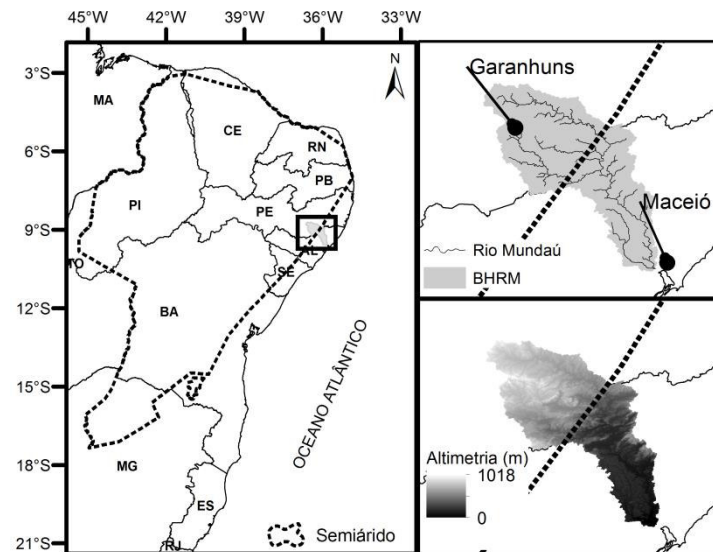 45°W 42°W 39°W 36°W
3°S
6°S
9°S
12°S
15°S
18°S
21°S
N
MA
CE
RN
PB
PI
PE
TO
AL
SE
BA
MG
ES
RJ
OCEANO ATLÂNTICO
Semiárido
Garanhuns
Maceió
Rio Mundaú
BHRM
Altimetria (m)
1018
0